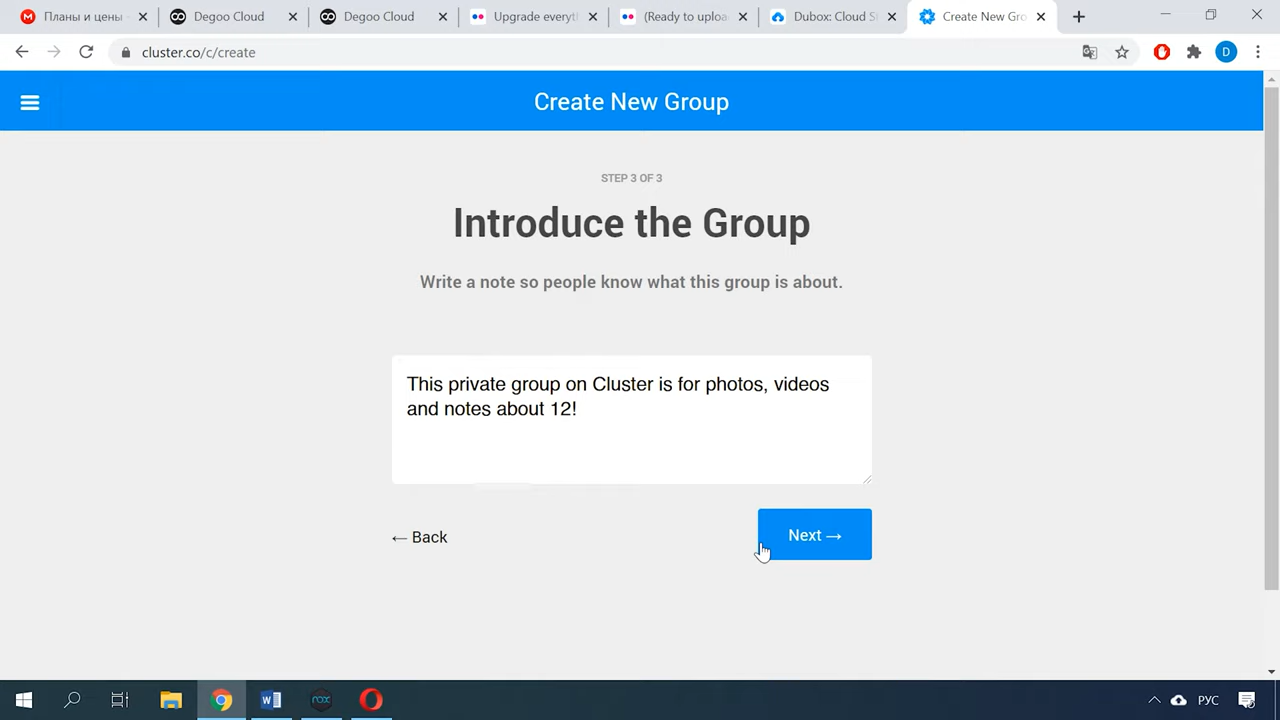 Планы и цены -
Degoo Cloud
Degoo Cloud
Upgrade everyt
(Ready to uploa
Dubox: Cloud S
Create New Gro
cluster.co/c/create
D
Create New Group
STEP 3 OF 3
Introduce the Group
Write a note so people know what this group is about.
This private group on Cluster is for photos, videos
and notes about 12!
← Back
Next →
W
nox
РУС